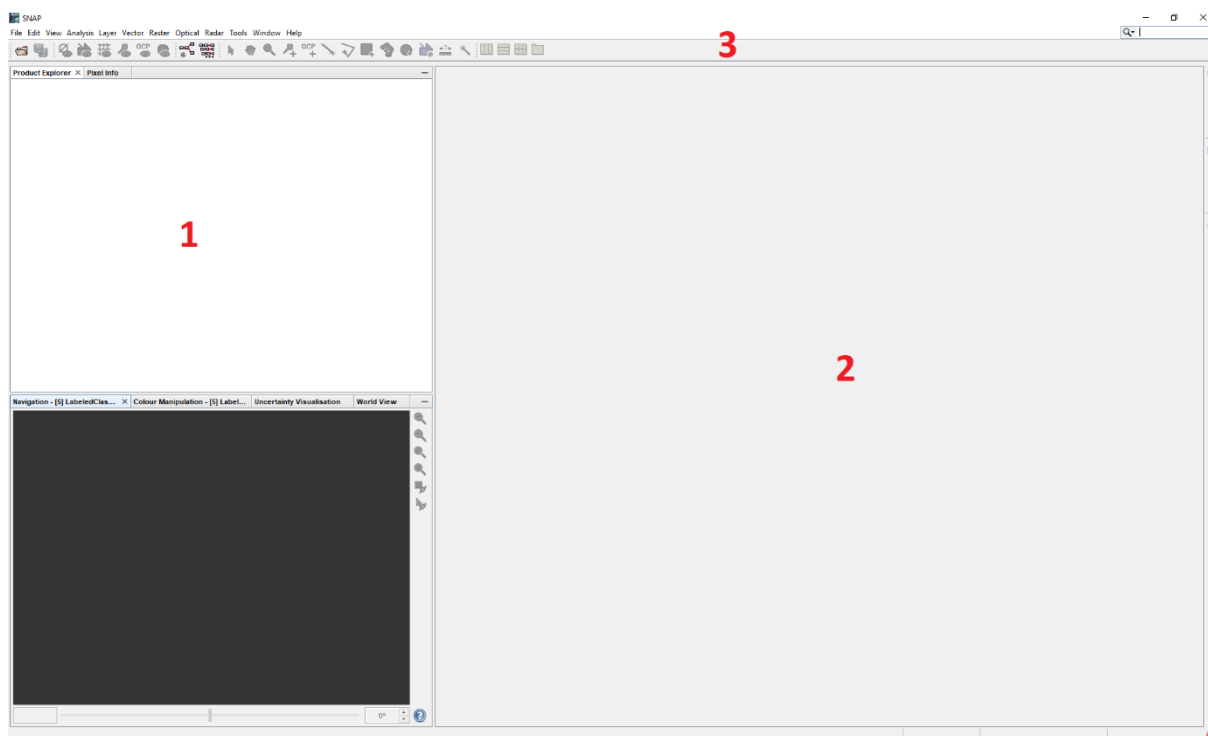 SNAP
File Edit View Analysis Layer Vector Raster Optical Radar Tools Window Help
GCP GCP
3
Product Explorer Pixel Info
1
2
Navigation - [5] LabeledClas... Colour Manipulation - [5] Label... Uncertainty Visualisation World View
0°